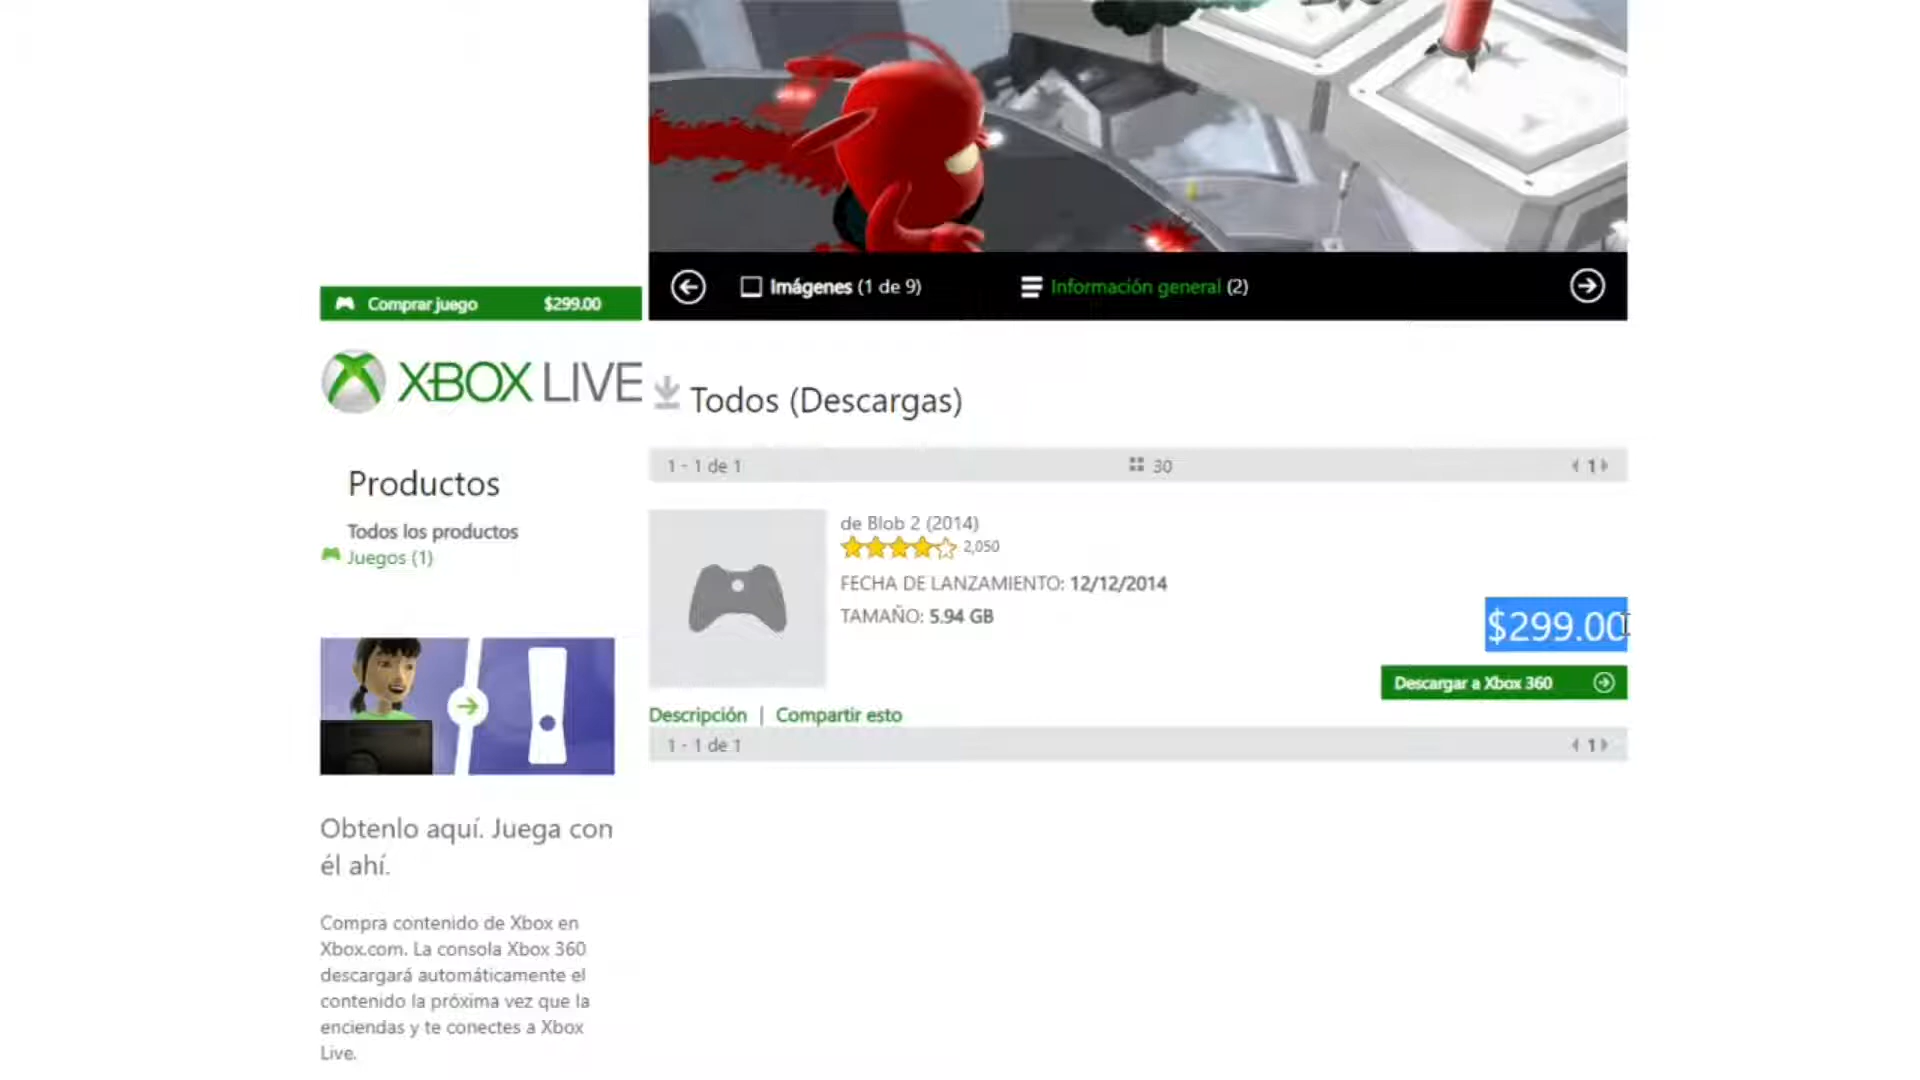 Imágenes (1 de 9)
Información general (2)
Comprar juego $299.00
XBOX LIVE
Todos (Descargas)
1 - 1 de 1 30 1
Productos
Todos los productos
Juegos (1)
de Blob 2 (2014)
2,050
FECHA DE LANZAMIENTO: 12/12/2014
TAMAÑO: 5.94 GB
$299.00
Descargar a Xbox 360
Descripción | Compartir esto
1 - 1 de 1 1
Obtenlo aquí. Juega con
él ahí.
Compra contenido de Xbox en
Xbox.com. La consola Xbox 360
descargará automáticamente el
contenido la próxima vez que la
enciendas y te conectes a Xbox
Live.